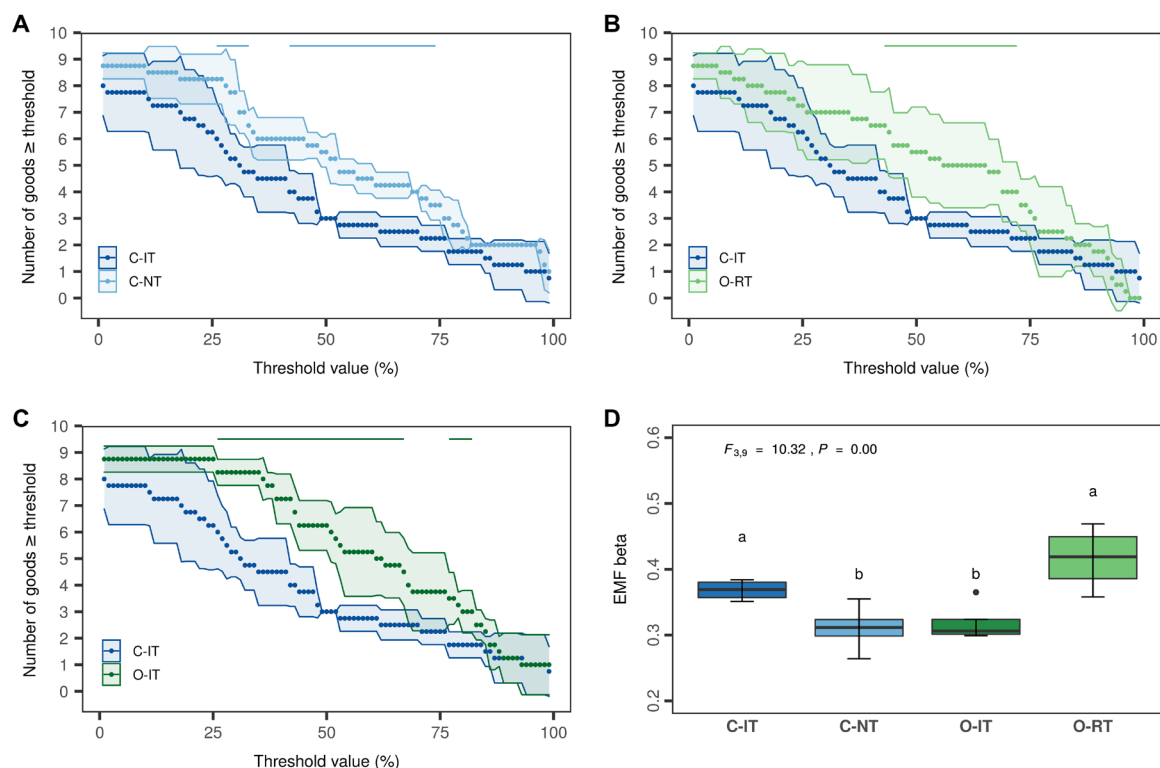 A
10
9
8
7
6
5
4
3
2
1
0
Number of goods ≥ threshold
C-IT
C-NT
0 25 50 75 100
Threshold value (%)
B
10
9
8
7
6
5
4
3
2
1
0
Number of goods ≥ threshold
C-IT
O-RT
0 25 50 75 100
Threshold value (%)
C
10
9
8
7
6
5
4
3
2
1
0
Number of goods ≥ threshold
C-IT
O-IT
0 25 50 75 100
Threshold value (%)
D
0.6
0.5
0.4
0.3
0.2
EMF beta
F3,9 = 10.32 , P = 0.00
a
b
b
a
C-IT C-NT O-IT O-RT